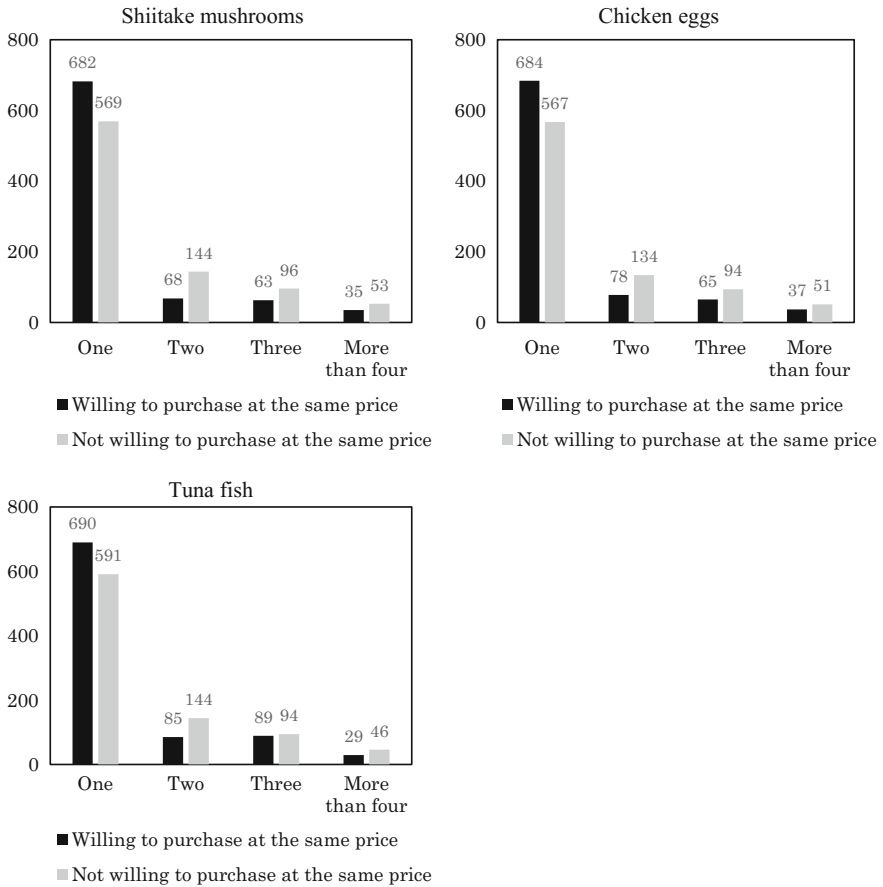 Shiitake mushrooms
800
600
400
200
0
682
569
68
144
63
96
35
53
One
Two
Three
More
than four
Willing to purchase at the same price
Not willing to purchase at the same price
Chicken eggs
800
600
400
200
0
684
567
78
134
65
94
37
51
One
Two
Three
More
than four
Willing to purchase at the same price
Not willing to purchase at the same price
Tuna fish
800
600
400
200
0
690
591
85
144
89
94
29
46
One
Two
Three
More
than four
Willing to purchase at the same price
Not willing to purchase at the same price